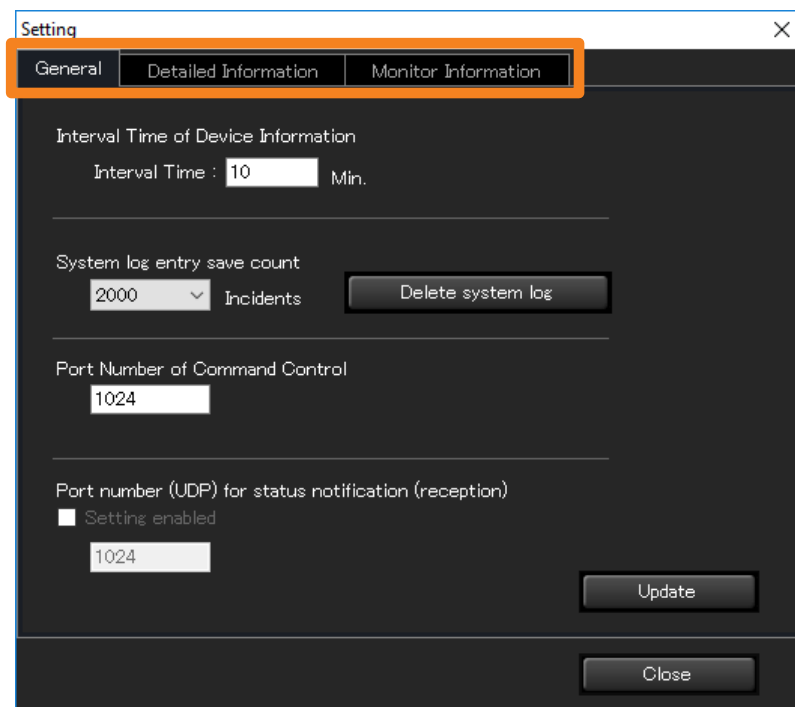 Setting
General Detailed Information Monitor Information
Interval Time of Device Information
Interval Time : 10 Min.
System log entry save count
2000 Incidents Delete system log
Port Number of Command Control
1024
Port number (UDP) for status notification (reception)
Setting enabled
1024
Update
Close